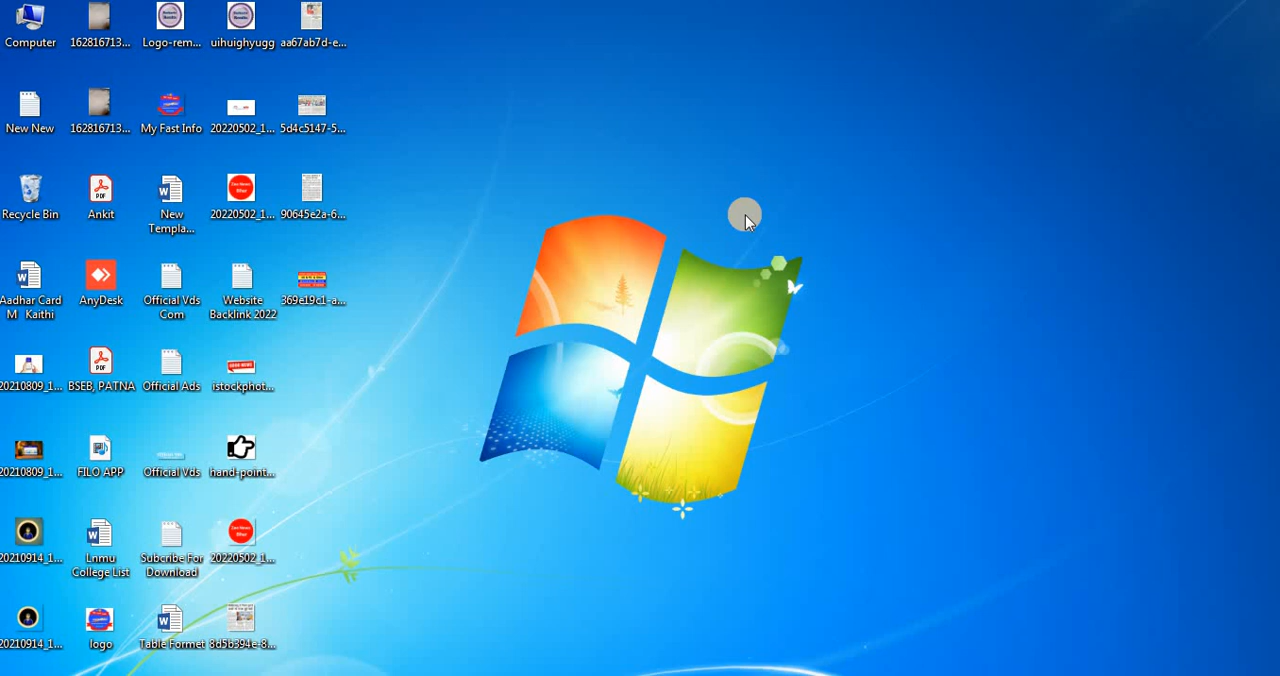 Computer
162816713...
Logo-rem...
uihuighyugg
aa67ab7d-e...
New New
162816713...
My Fast Info
20220502_1...
5d4c5147-5...
Recycle Bin
Ankit
New
Templa...
20220502_1...
90645e2a-6...
Aadhar Card
M Kaithi
AnyDesk
Official Vds
Com
Website
Backlink 2022
369e19c1-a...
20210809_1...
BSEB, PATNA
Official Ads
istockphot...
20210809_1...
FILO APP
Official Vds
hand-point...
20210914_1...
Lnmu
College List
Subcribe For
Download
20220502_1...
20210914_1...
logo
Table Formet
8d5b394e-8...